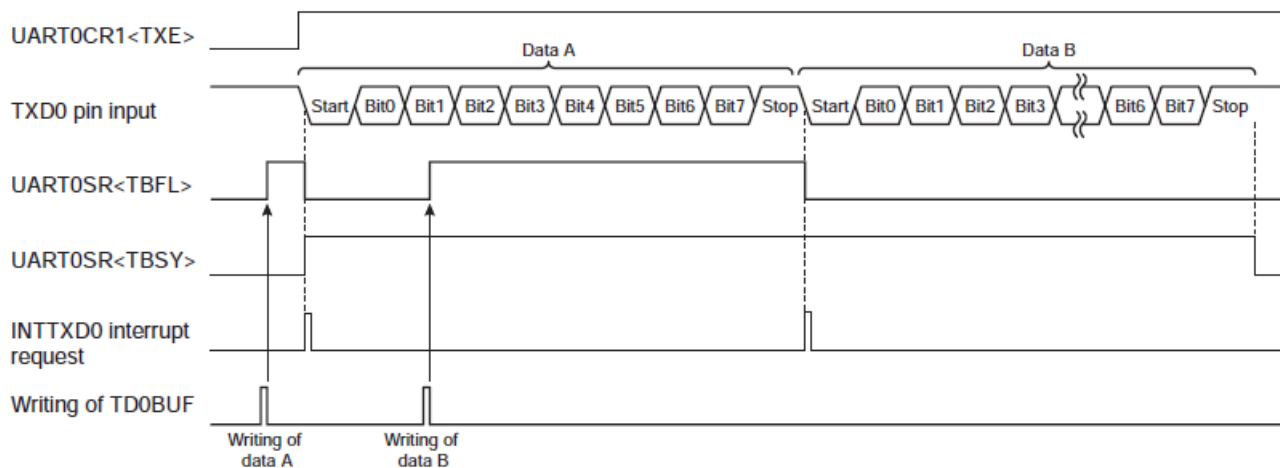 UART0CR1<TXE>
Data A
Data B
TXD0 pin input
Start Bit0 Bit1 Bit2 Bit3 Bit4 Bit5 Bit6 Bit7 Stop Start Bit0 Bit1 Bit2 Bit3 Bit6 Bit7 Stop
UART0SR<TBFL>
UART0SR<TBSY>
INTTXD0 interrupt
request
Writing of TD0BUF
Writing of
data A
Writing of
data B